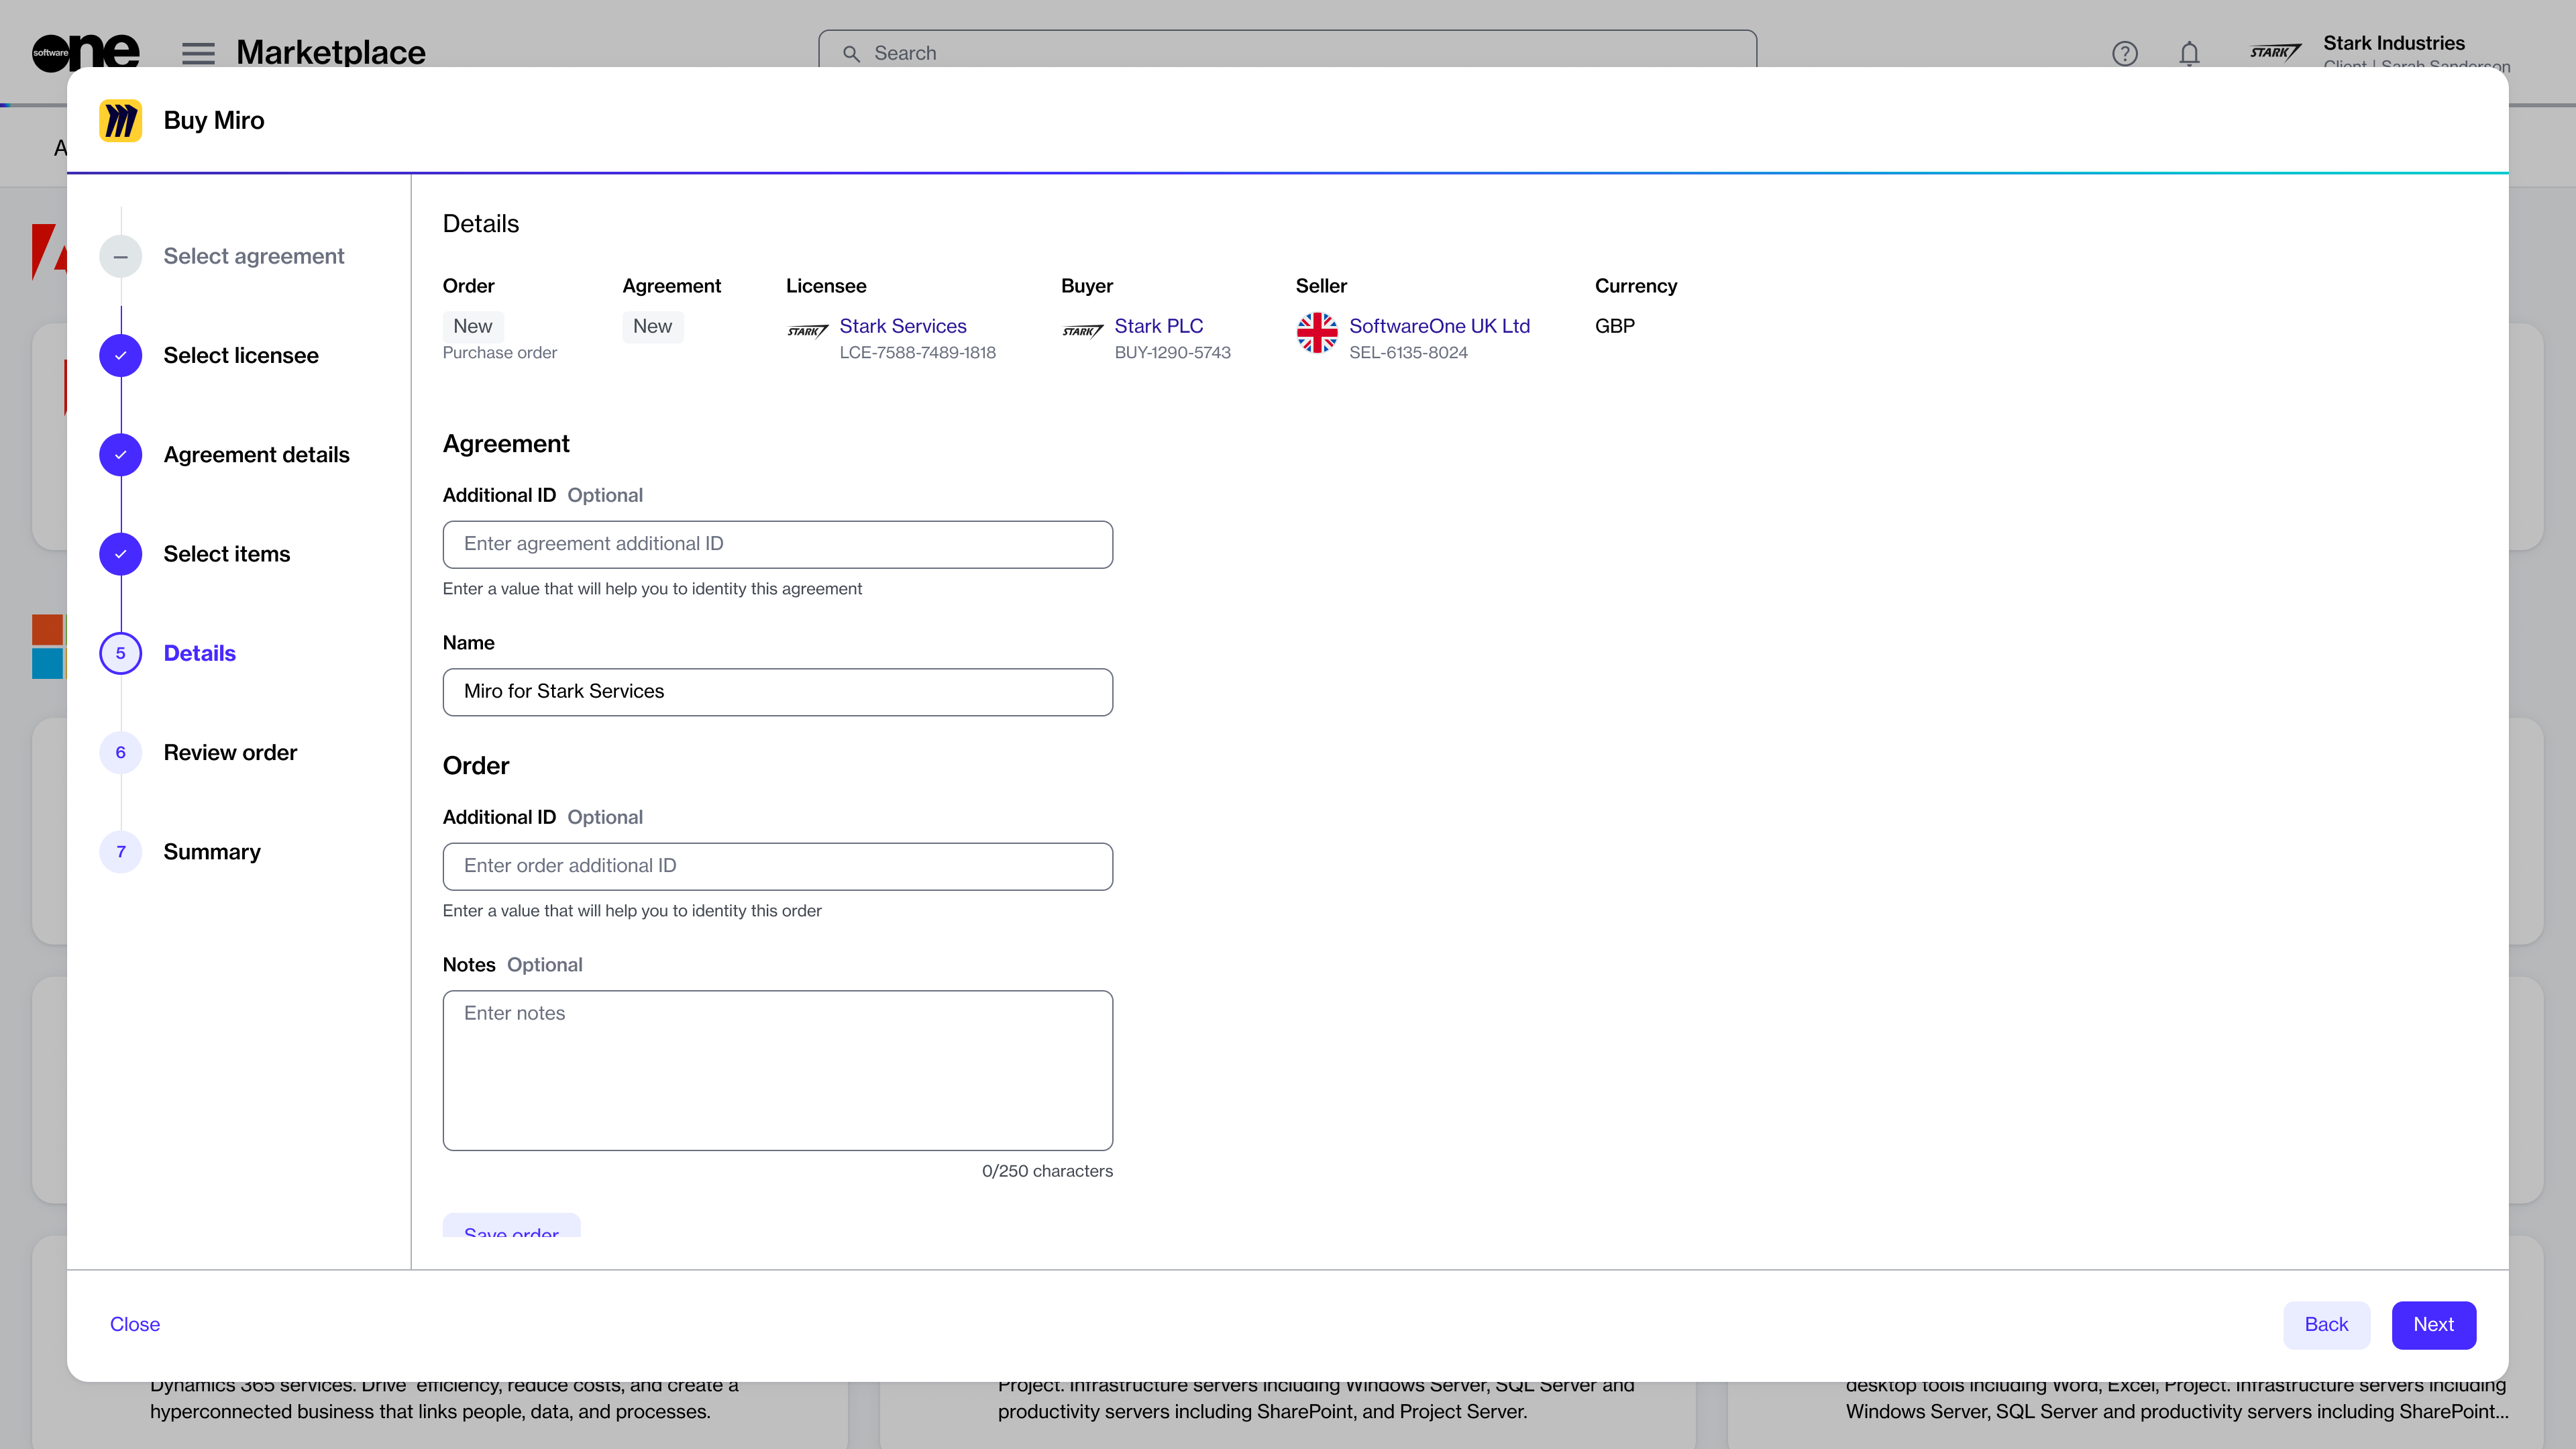 software one
Marketplace
Search
STARK
Stark Industries
Client | Sarah Sanderson
A
Buy Miro
Select agreement
Select licensee
Agreement details
Select items
5 Details
6 Review order
7 Summary
Details
Order Agreement Licensee Buyer Seller Currency
New New STARK Stark Services STARK Stark PLC SoftwareOne UK Ltd GBP
Purchase order LCE-7588-7489-1818 BUY-1290-5743 SEL-6135-8024
Agreement
Additional ID Optional
Enter agreement additional ID
Enter a value that will help you to identity this agreement
Name
Miro for Stark Services
Order
Additional ID Optional
Enter order additional ID
Enter a value that will help you to identity this order
Notes Optional
Enter notes
0/250 characters
Save order
Close
Back
Next
Dynamics 365 services. Drive efficiency, reduce costs, and create a
hyperconnected business that links people, data, and processes.
Project. Infrastructure servers including Windows Server, SQL Server and
productivity servers including SharePoint, and Project Server.
desktop tools including Word, Excel, Project. Infrastructure servers including
Windows Server, SQL Server and productivity servers including SharePoint...